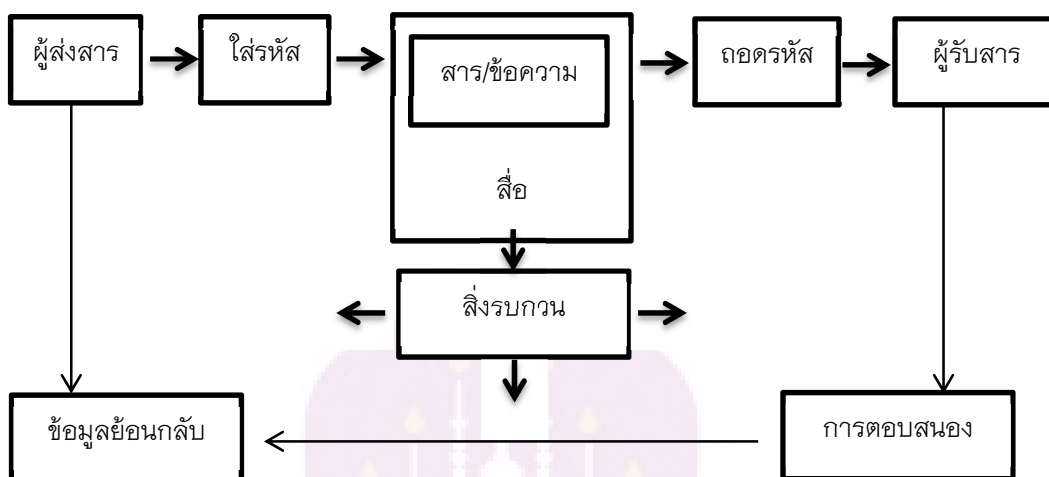 ผู้ส่งสาร
ใส่รหัส
สาร/ข้อความ
สื่อ
ถอดรหัส
ผู้รับสาร
สิ่งรบกวน
ข้อมูลย้อนกลับ
การตอบสนอง